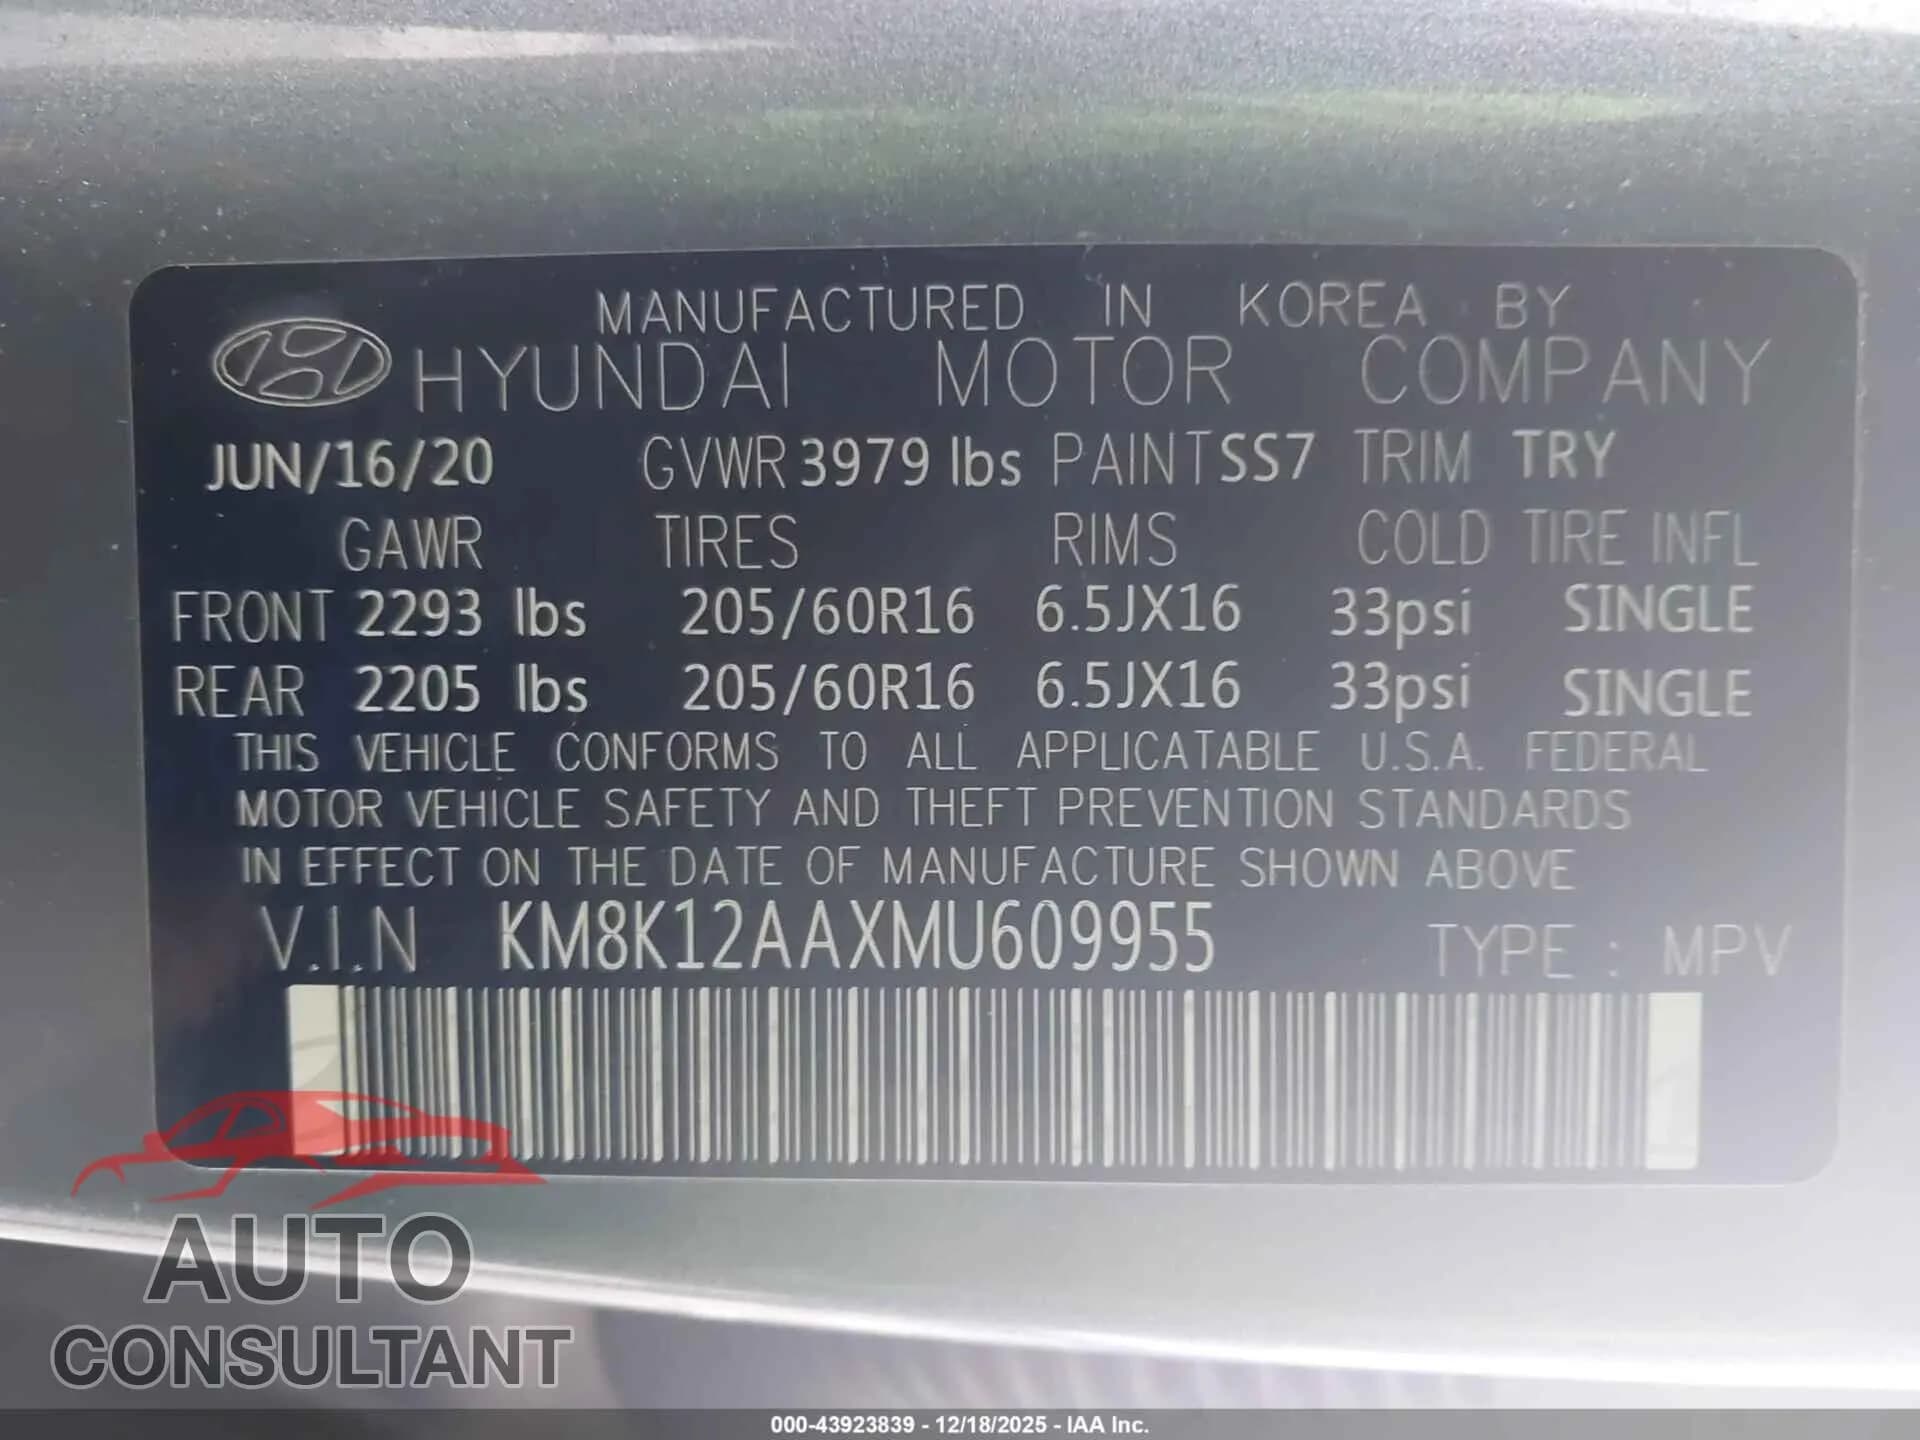 MANUFACTURED IN KOREA BY
HYUNDAI MOTOR COMPANY
JUN/16/20 GVWR 3979 lbs PAINT SS7 TRIM TRY
GAWR TIRES RIMS COLD TIRE INFL
FRONT 2293 lbs 205/60R16 6.5JX16 33psi SINGLE
REAR 2205 lbs 205/60R16 6.5JX16 33psi SINGLE
THIS VEHICLE CONFORMS TO ALL APPLICATABLE U.S.A. FEDERAL
MOTOR VEHICLE SAFETY AND THEFT PREVENTION STANDARDS
IN EFFECT ON THE DATE OF MANUFACTURE SHOWN ABOVE
V.I.N KM8K12AAXMU609955 TYPE : MPV
AUTO
CONSULTANT
000-43923839 - 12/18/2025 - IAA Inc.